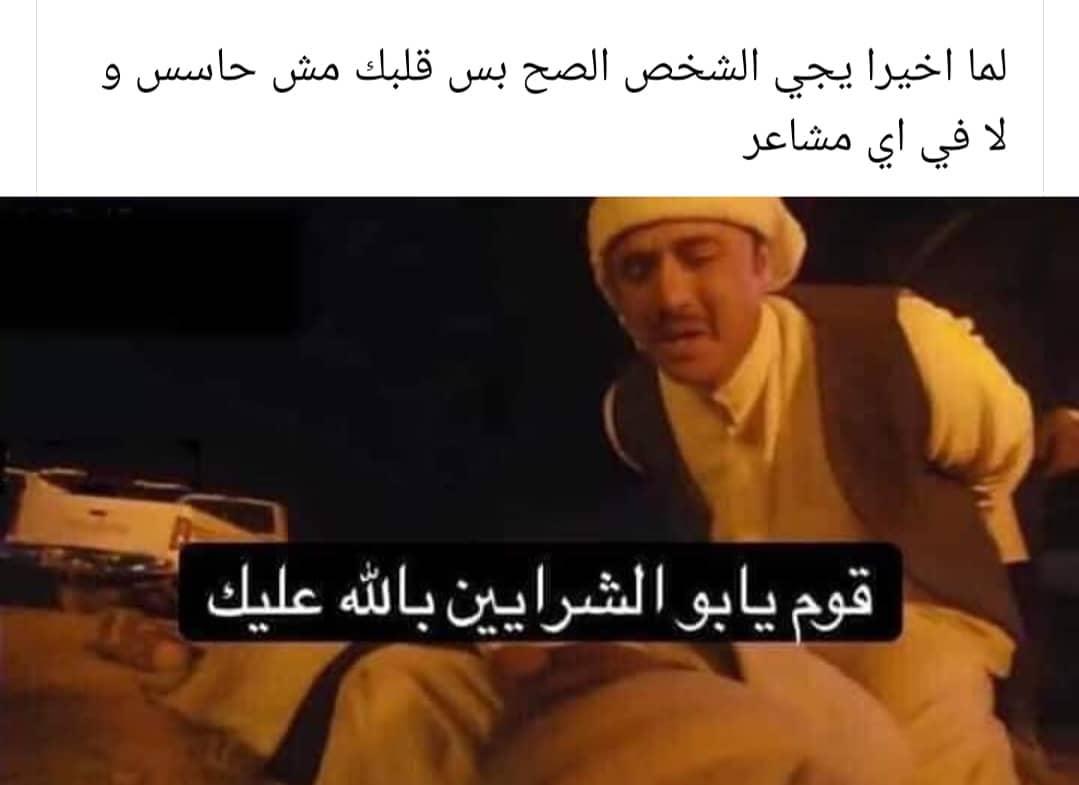 لما اخيرا يجي الشخص الصح بس قلبك مش حاسس و
لا في اي مشاعر
قوم يابو الشرايين بالله عليك